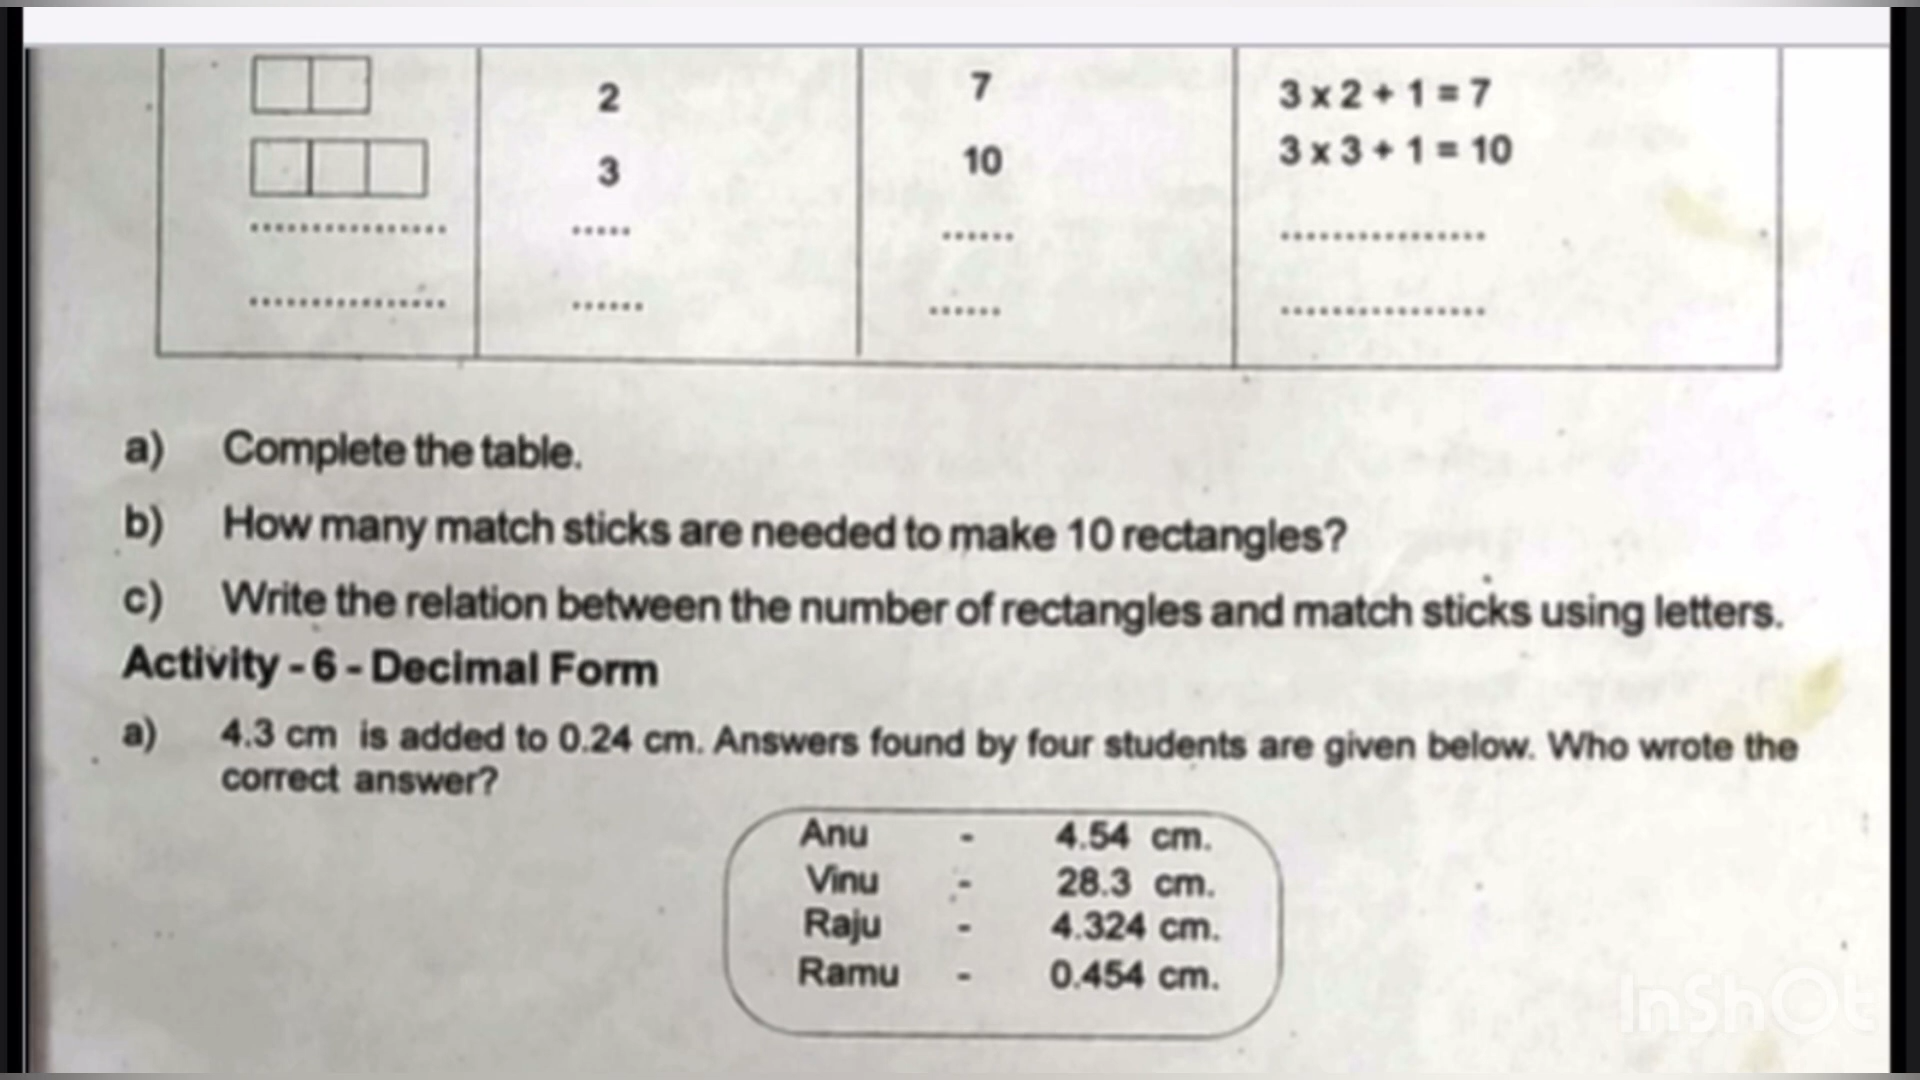 2 7 3 x 2 + 1 = 7
3 10 3 x 3 + 1 = 10
................ ..... ...... ................
................ ...... ...... ................
a) Complete the table.
b) How many match sticks are needed to make 10 rectangles?
c) Write the relation between the number of rectangles and match sticks using letters.
Activity - 6 - Decimal Form
a) 4.3 cm is added to 0.24 cm. Answers found by four students are given below. Who wrote the
correct answer?
Anu - 4.54 cm.
Vinu - 28.3 cm.
Raju - 4.324 cm.
Ramu - 0.454 cm.
InShOt